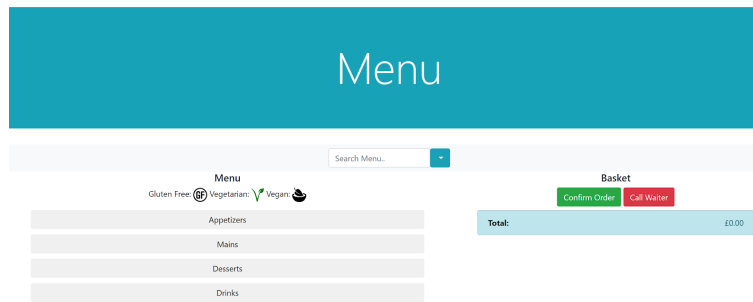 Menu
Search Menu..
Menu
Gluten Free: GF Vegetarian: Vegan:
Appetizers
Mains
Desserts
Drinks
Basket
Confirm Order Call Waiter
Total: £0.00